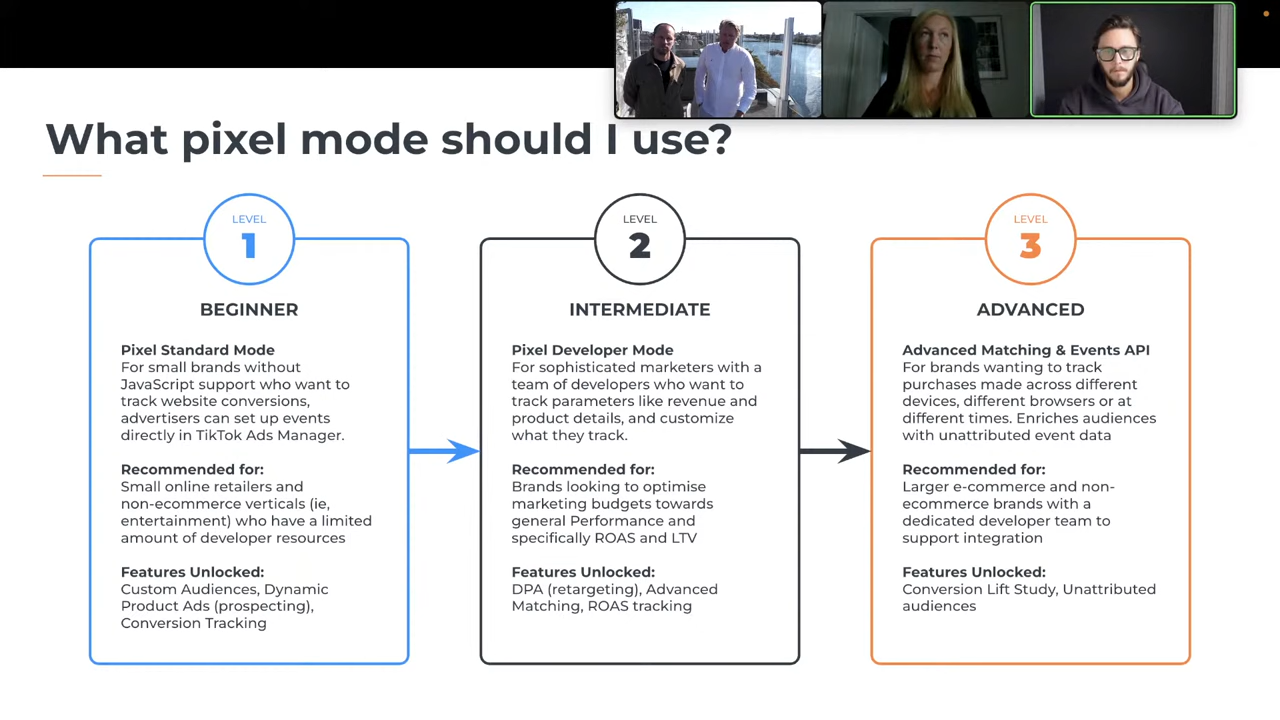 What pixel mode should I use?
LEVEL
1
BEGINNER
Pixel Standard Mode
For small brands without
JavaScript support who want to
track website conversions,
advertisers can set up events
directly in TikTok Ads Manager.
Recommended for:
Small online retailers and
non-ecommerce verticals (ie,
entertainment) who have a limited
amount of developer resources
Features Unlocked:
Custom Audiences, Dynamic
Product Ads (prospecting),
Conversion Tracking
LEVEL
2
INTERMEDIATE
Pixel Developer Mode
For sophisticated marketers with a
team of developers who want to
track parameters like revenue and
product details, and customize
what they track.
Recommended for:
Brands looking to optimise
marketing budgets towards
general Performance and
specifically ROAS and LTV
Features Unlocked:
DPA (retargeting), Advanced
Matching, ROAS tracking
LEVEL
3
ADVANCED
Advanced Matching & Events API
For brands wanting to track
purchases made across different
devices, different browsers or at
different times. Enriches audiences
with unattributed event data
Recommended for:
Larger e-commerce and non-
ecommerce brands with a
dedicated developer team to
support integration
Features Unlocked:
Conversion Lift Study, Unattributed
audiences